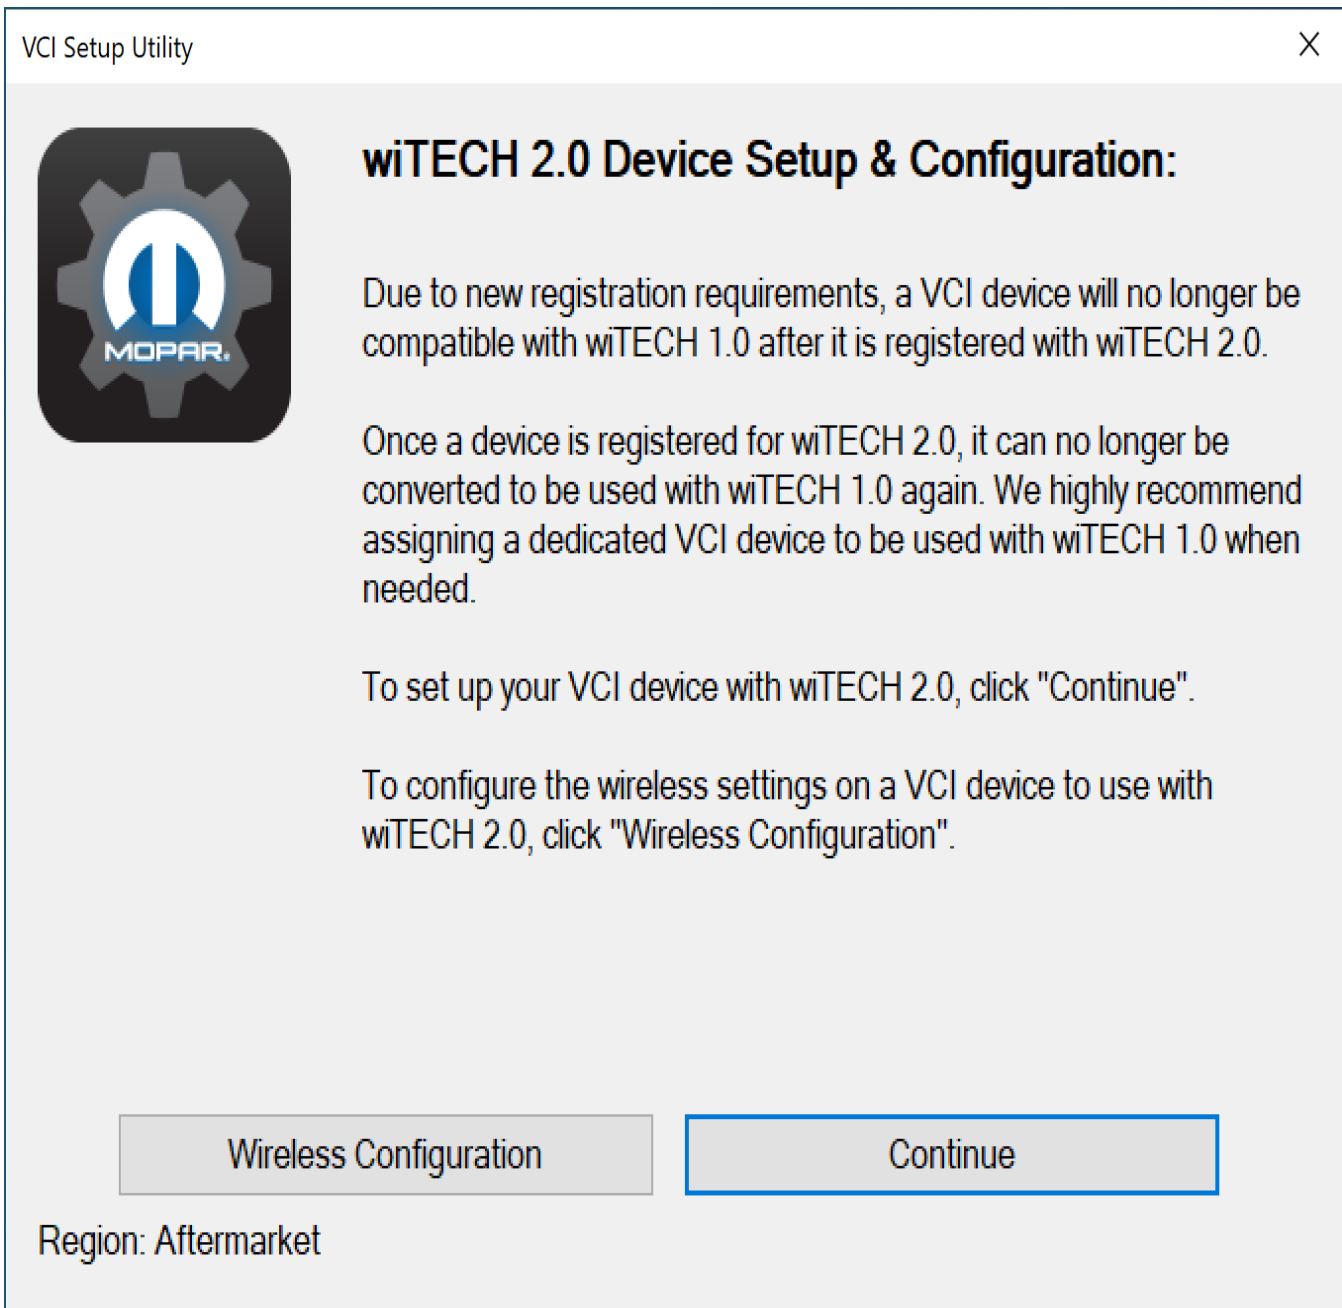 VCI Setup Utility
wiTECH 2.0 Device Setup & Configuration:
MOPAR.
Due to new registration requirements, a VCI device will no longer be
compatible with wiTECH 1.0 after it is registered with wiTECH 2.0.
Once a device is registered for wiTECH 2.0, it can no longer be
converted to be used with wiTECH 1.0 again. We highly recommend
assigning a dedicated VCI device to be used with wiTECH 1.0 when
needed.
To set up your VCI device with wiTECH 2.0, click "Continue".
To configure the wireless settings on a VCI device to use with
wiTECH 2.0, click "Wireless Configuration".
Wireless Configuration
Continue
Region: Aftermarket